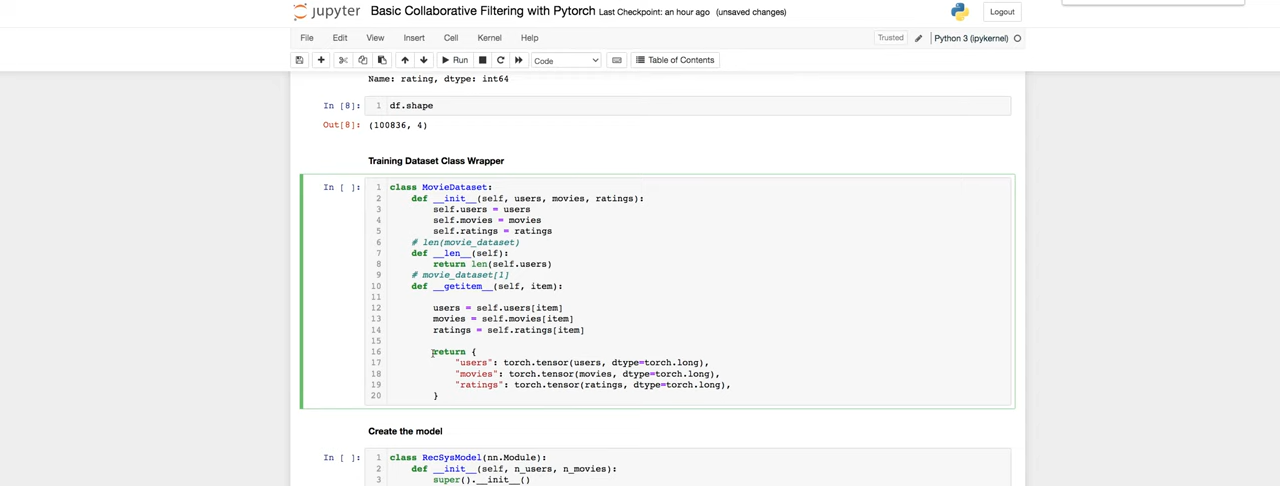 jupyter Basic Collaborative Filtering with Pytorch Last Checkpoint: an hour ago (unsaved changes) Logout
File Edit View Insert Cell Kernel Help Trusted Python 3 (ipykernel)
Run Code Table of Contents
Name: rating, dtype: int64
In [8]: 1 df.shape
Out[8]: (100836, 4)
Training Dataset Class Wrapper
In [ ]: 1 class MovieDataset:
2 def __init__(self, users, movies, ratings):
3 self.users = users
4 self.movies = movies
5 self.ratings = ratings
6 # len(movie_dataset)
7 def __len__(self):
8 return len(self.users)
9 # movie_dataset[1]
10 def __getitem__(self, item):
11
12 users = self.users[item]
13 movies = self.movies[item]
14 ratings = self.ratings[item]
15
16 return {
17 "users": torch.tensor(users, dtype=torch.long),
18 "movies": torch.tensor(movies, dtype=torch.long),
19 "ratings": torch.tensor(ratings, dtype=torch.long),
20 }
Create the model
In [ ]: 1 class RecSysModel(nn.Module):
2 def __init__(self, n_users, n_movies):
3 super().__init__()